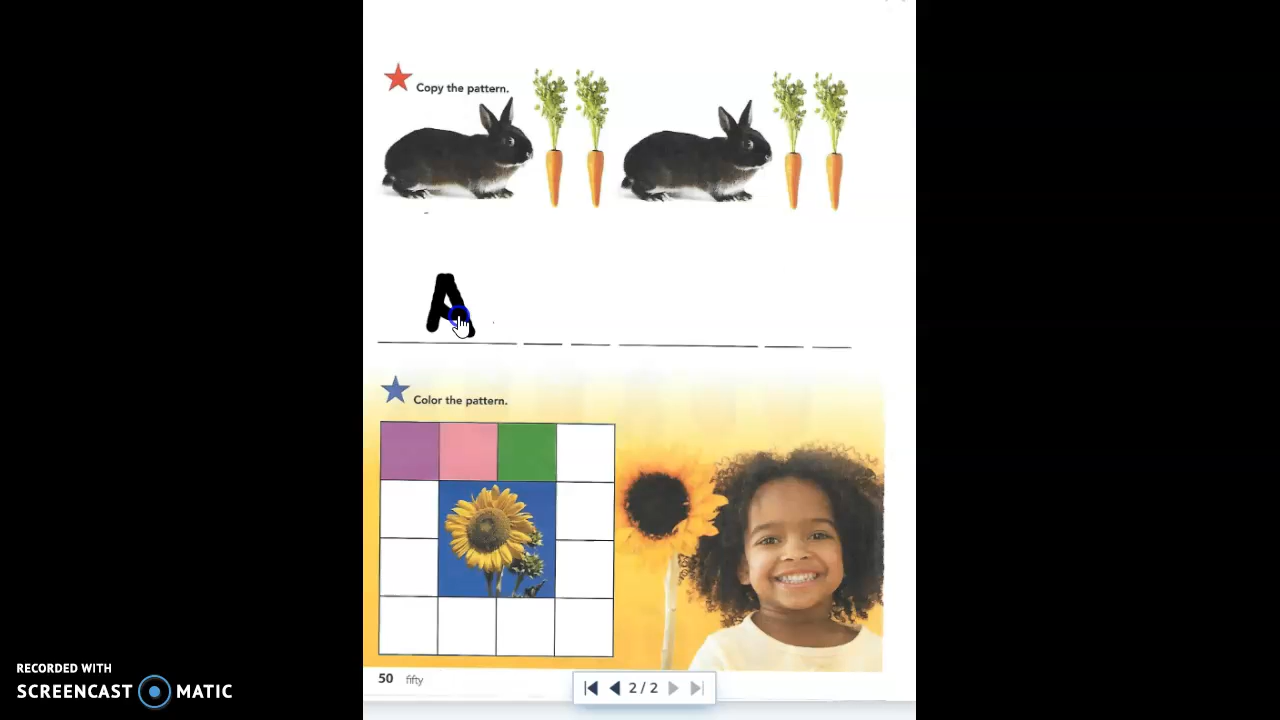 Copy the pattern.
A
Color the pattern.
50 fifty
2 / 2
RECORDED WITH
SCREENCAST MATIC